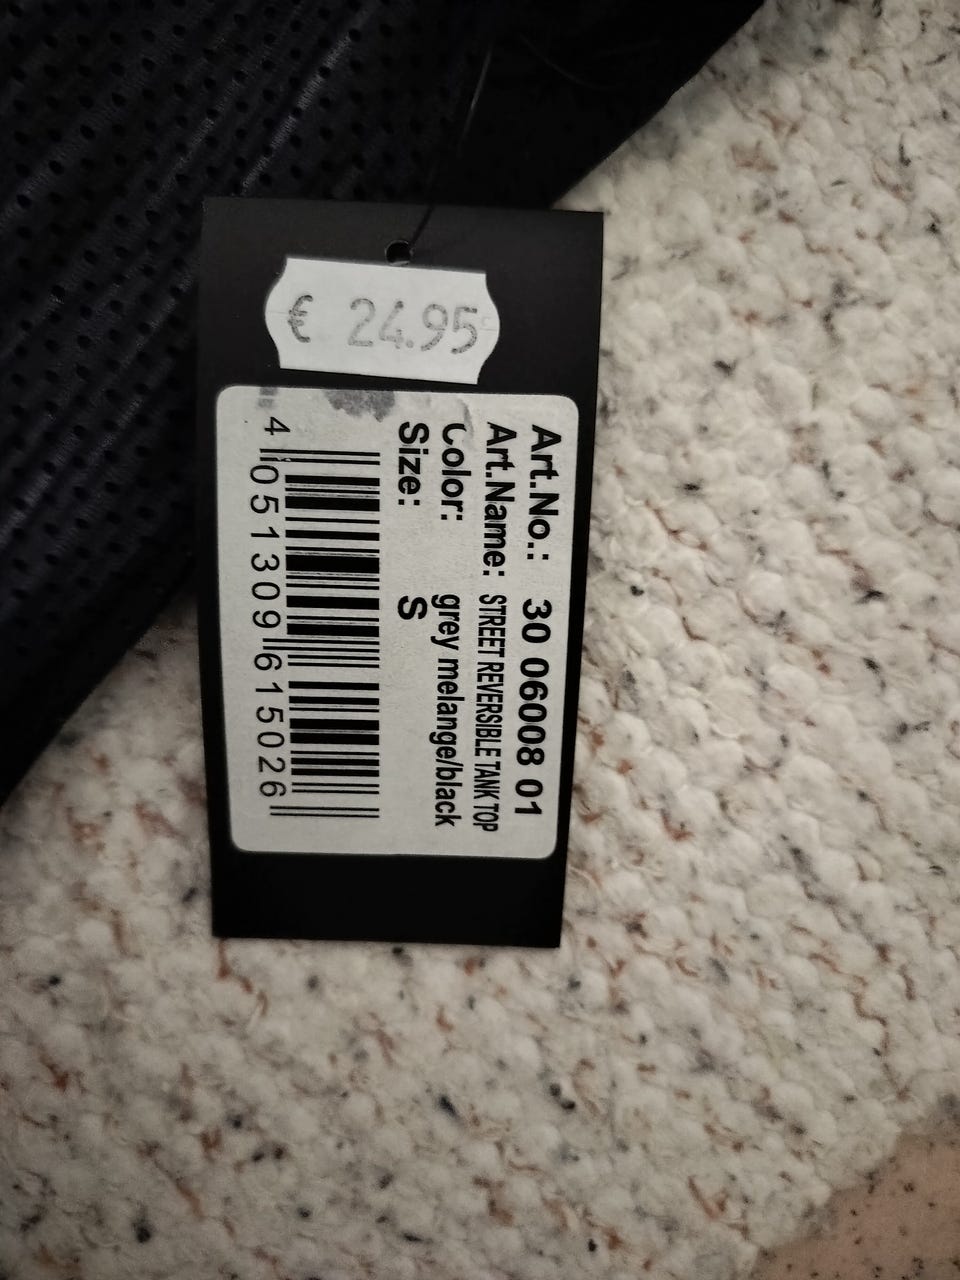 € 24.95
Art.No.: 30 06008 01
Art.Name: STREET REVERSIBLE TANK TOP
Color: grey melange/black
Size: S
4 051309 615026